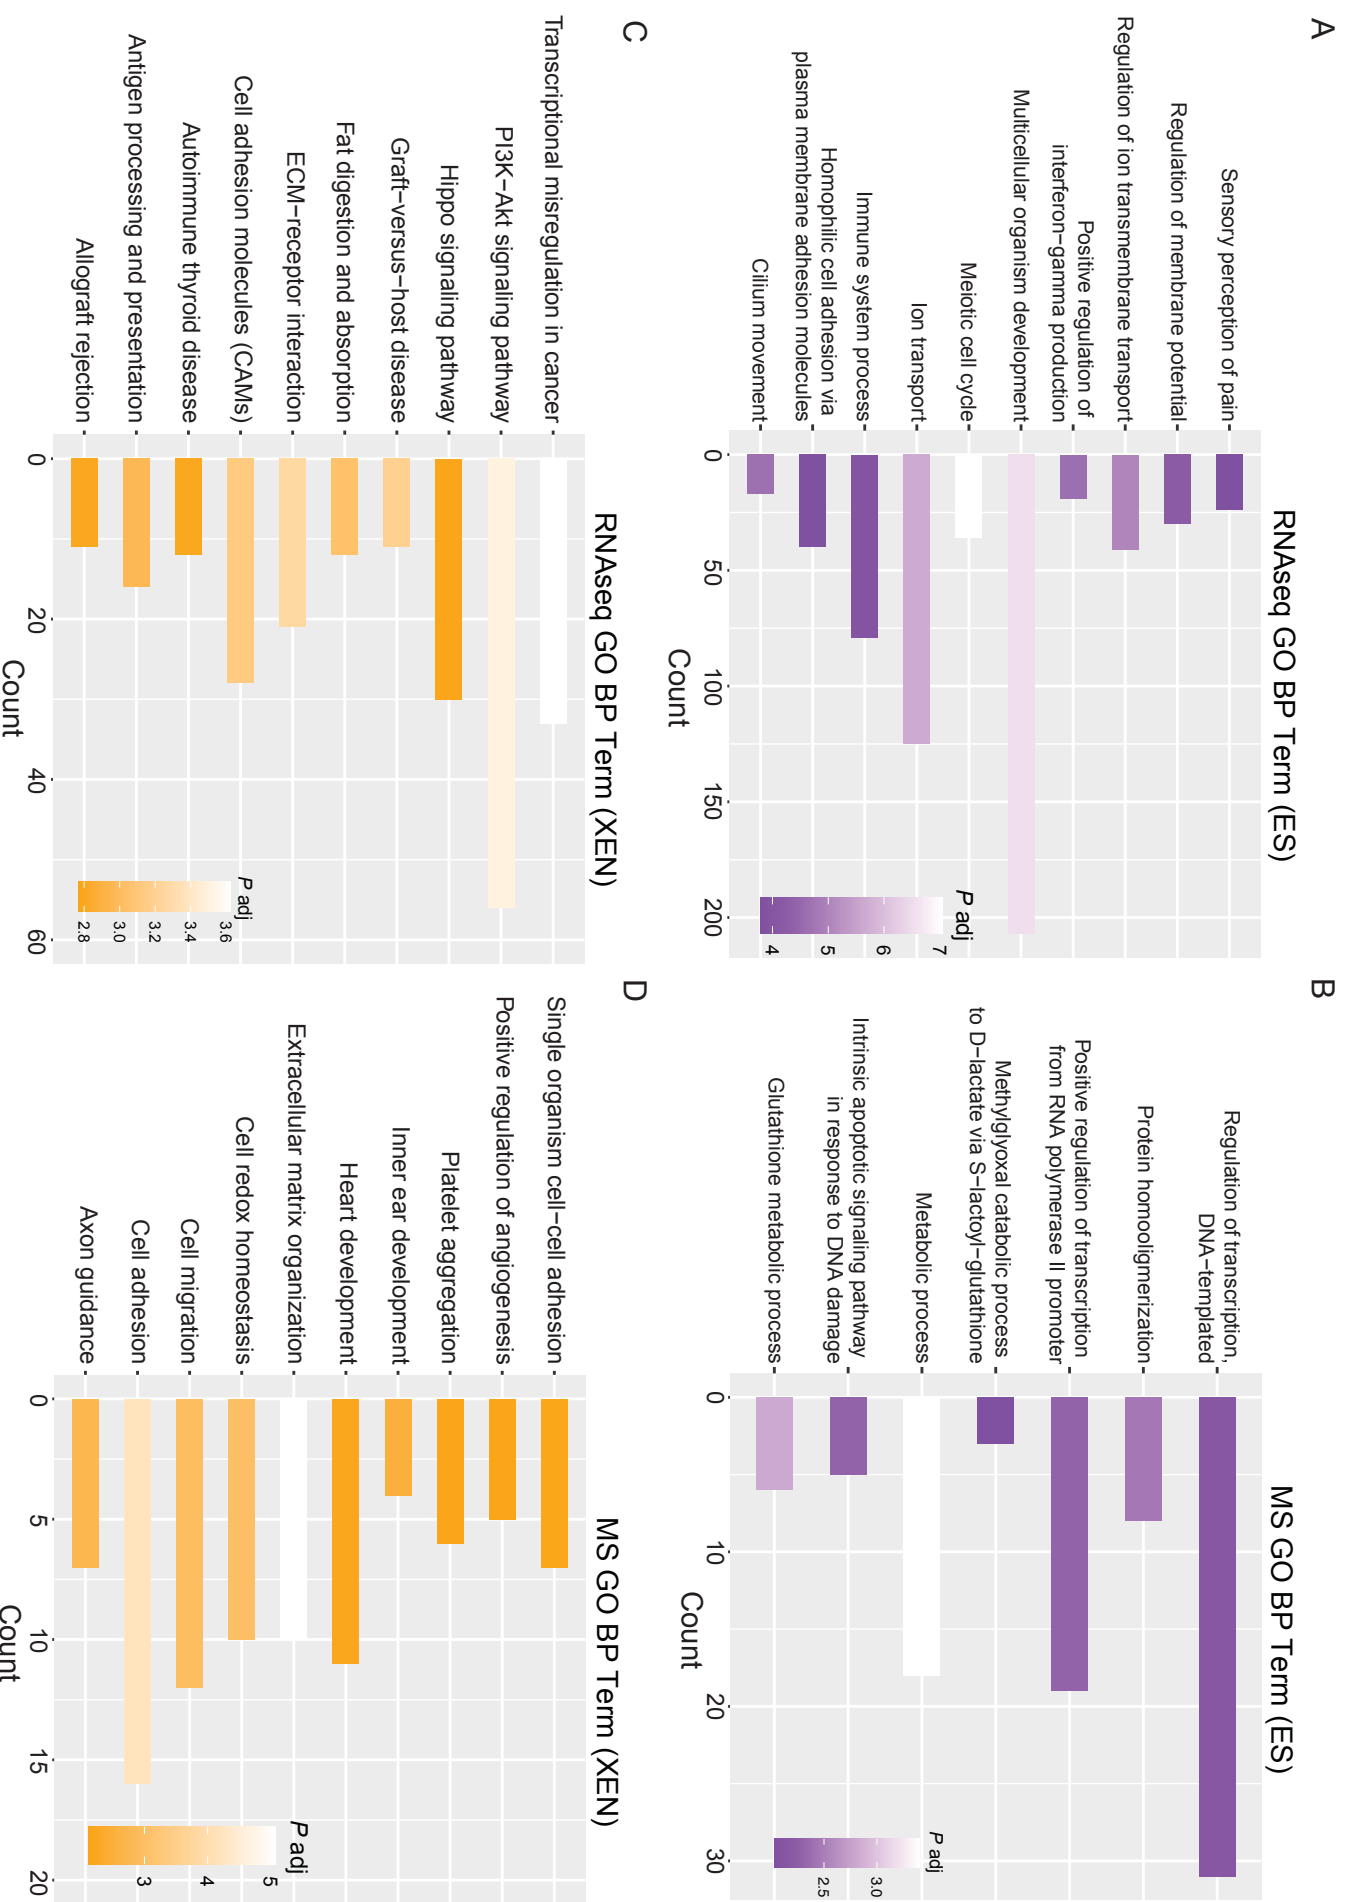 A
RNAseq GO BP Term (ES)
Sensory perception of pain
Regulation of membrane potential
Regulation of ion transmembrane transport
Positive regulation of
interferon−gamma production
Multicellular organism development
Meiotic cell cycle
Ion transport
Immune system process
Homophilic cell adhesion via
plasma membrane adhesion molecules
Cilium movement
0
50
100
150
200
Count
P adj
4
5
6
7
B
MS GO BP Term (ES)
Regulation of transcription,
DNA−templated
Protein homooligmerization
Positive regulation of transcription
from RNA polymerase II promoter
Methylglyoxal catabolic process
to D−lactate via S−lactoyl−glutathione
Metabolic process
Intrinsic apoptotic signaling pathway
in response to DNA damage
Glutathione metabolic process
0
10
20
30
Count
P adj
2.5
3.0
C
RNAseq GO BP Term (XEN)
Transcriptional misregulation in cancer
PI3K−Akt signaling pathway
Hippo signaling pathway
Graft−versus−host disease
Fat digestion and absorption
ECM−receptor interaction
Cell adhesion molecules (CAMs)
Autoimmune thyroid disease
Antigen processing and presentation
Allograft rejection
0
20
40
60
Count
P adj
2.8
3.0
3.2
3.4
3.6
D
MS GO BP Term (XEN)
Single organism cell−cell adhesion
Positive regulation of angiogenesis
Platelet aggregation
Inner ear development
Heart development
Extracellular matrix organization
Cell redox homeostasis
Cell migration
Cell adhesion
Axon guidance
0
5
10
15
20
Count
P adj
3
4
5